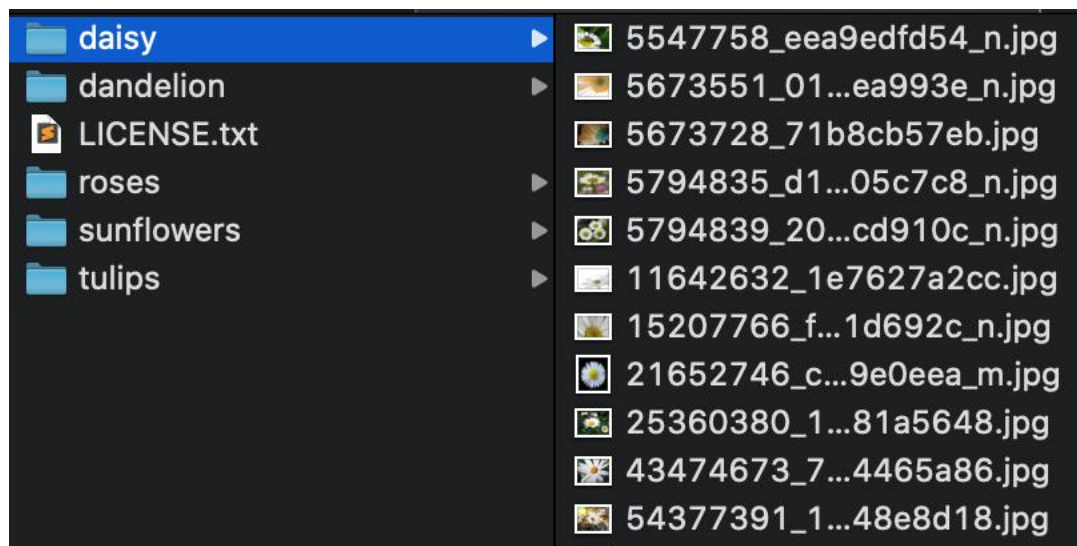 daisy
dandelion
LICENSE.txt
roses
sunflowers
tulips
5547758_eea9edfd54_n.jpg
5673551_01...ea993e_n.jpg
5673728_71b8cb57eb.jpg
5794835_d1...05c7c8_n.jpg
5794839_20...cd910c_n.jpg
11642632_1e7627a2cc.jpg
15207766_f...1d692c_n.jpg
21652746_c...9e0eea_m.jpg
25360380_1...81a5648.jpg
43474673_7...4465a86.jpg
54377391_1...48e8d18.jpg